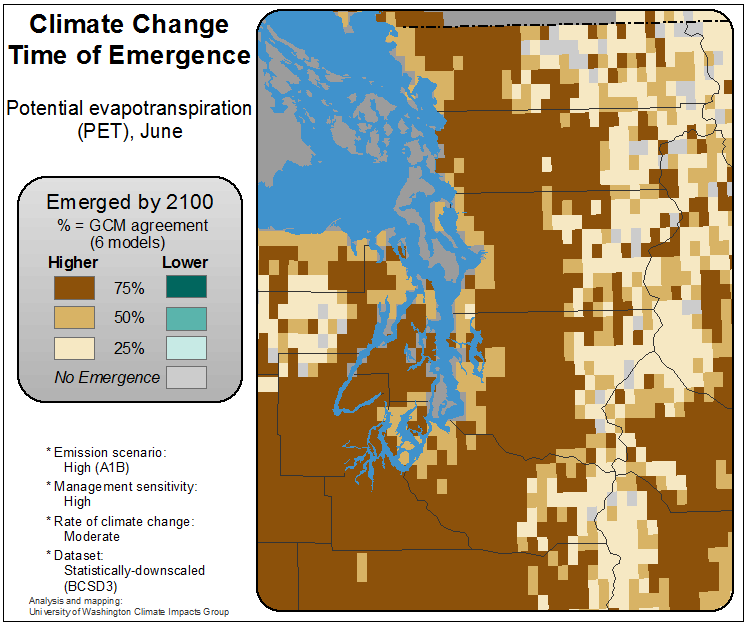 Climate Change
Time of Emergence
Potential evapotranspiration
(PET), June
Emerged by 2100
% = GCM agreement
(6 models)
Higher Lower
75%
50%
25%
No Emergence
* Emission scenario:
High (A1B)
* Management sensitivity:
High
* Rate of climate change:
Moderate
* Dataset:
Statistically-downscaled
(BCSD3)
Analysis and mapping:
University of Washington Climate Impacts Group